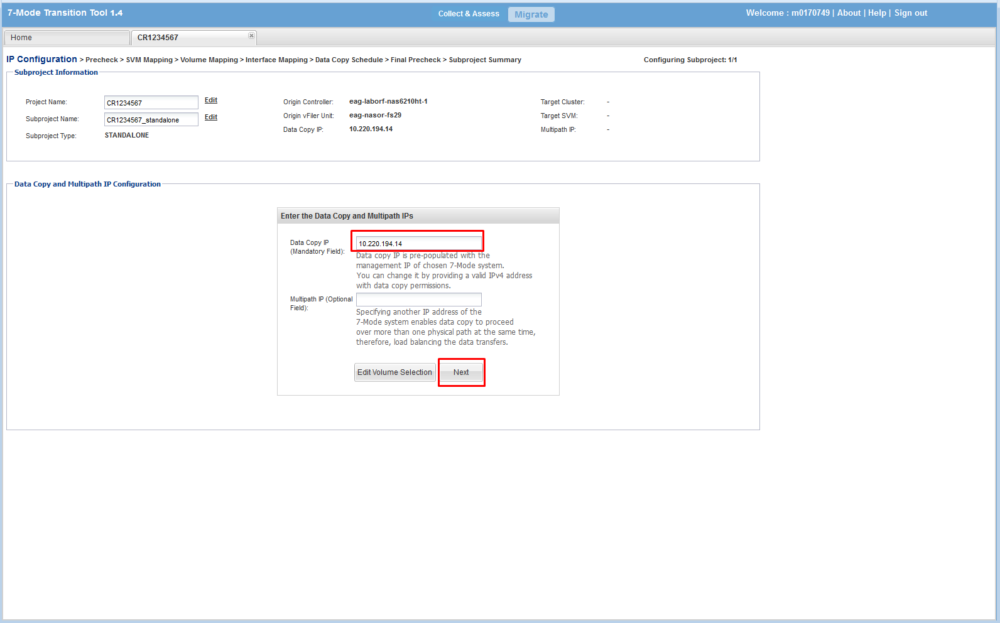 7-Mode Transition Tool 1.4
Collect & Assess
Migrate
Welcome : m0170749 | About | Help | Sign out
Home
CR1234567
IP Configuration > Precheck > SVM Mapping > Volume Mapping > Interface Mapping > Data Copy Schedule > Final Precheck > Subproject Summary
Configuring Subproject: 1/1
Subproject Information
Project Name:
CR1234567
Edit
Subproject Name:
CR1234567_standalone
Edit
Subproject Type:
STANDALONE
Origin Controller:
eag-laborf-nas6210ht-1
Origin vFiler Unit:
eag-nasor-fs29
Data Copy IP:
10.220.194.14
Target Cluster:
-
Target SVM:
-
Multipath IP:
-
Data Copy and Multipath IP Configuration
Enter the Data Copy and Multipath IPs
Data Copy IP
(Mandatory Field):
10.220.194.14
Data copy IP is pre-populated with the
management IP of chosen 7-Mode system.
You can change it by providing a valid IPv4 address
with data copy permissions.
Multipath IP (Optional
Field):
Specifying another IP address of the
7-Mode system enables data copy to proceed
over more than one physical path at the same time,
therefore, load balancing the data transfers.
Edit Volume Selection
Next